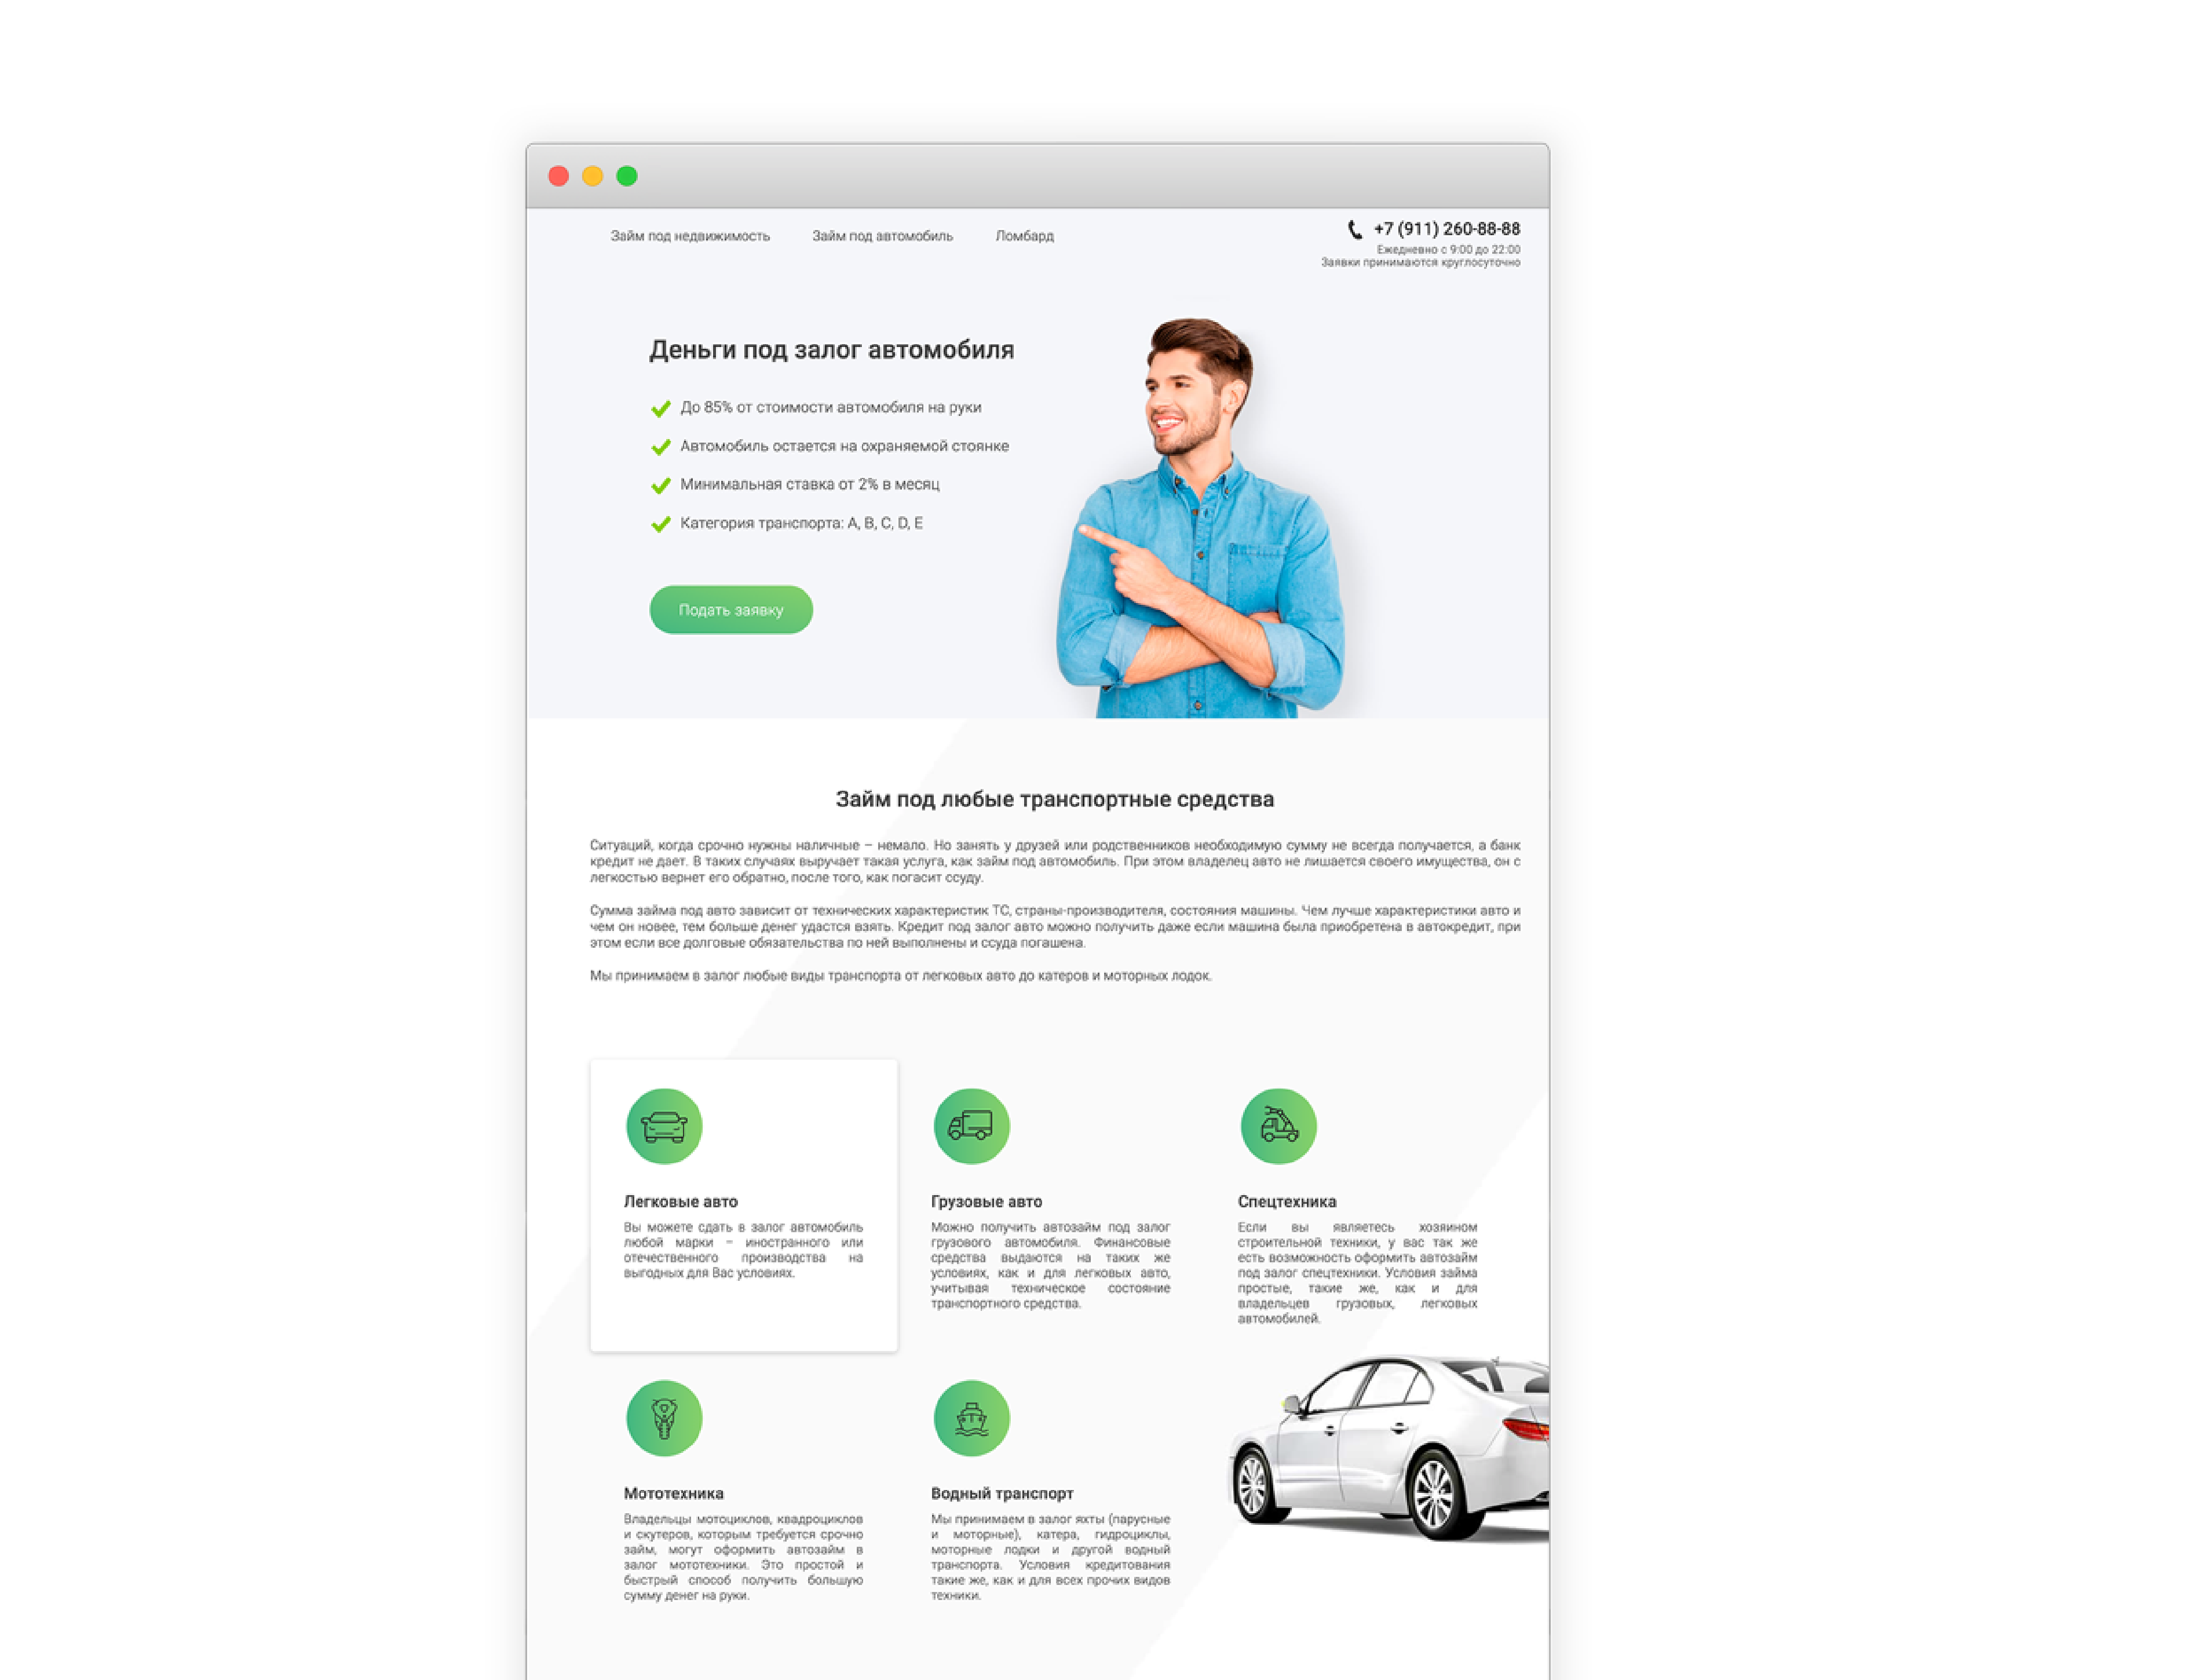 Займ под недвижимость Займ под автомобиль Ломбард
+7 (911) 260-88-88
Ежедневно с 9:00 до 22:00
Заявки принимаются круглосуточно
Деньги под залог автомобиля
До 85% от стоимости автомобиля на руки
Автомобиль остается на охраняемой стоянке
Минимальная ставка от 2% в месяц
Категория транспорта: A, B, C, D, E
Подать заявку
Займ под любые транспортные средства
Ситуаций, когда срочно нужны наличные – немало. Но занять у друзей или родственников необходимую сумму не всегда получается, а банк
кредит не дает. В таких случаях выручает такая услуга, как займ под автомобиль. При этом владелец авто не лишается своего имущества, он с
легкостью вернет его обратно, после того, как погасит ссуду.
Сумма займа под авто зависит от технических характеристик ТС, страны-производителя, состояния машины. Чем лучше характеристики авто и
чем он новее, тем больше денег удастся взять. Кредит под залог авто можно получить даже если машина была приобретена в автокредит, при
этом если все долговые обязательства по ней выполнены и ссуда погашена.
Мы принимаем в залог любые виды транспорта от легковых авто до катеров и моторных лодок.
Легковые авто
Вы можете сдать в залог автомобиль
любой марки – иностранного или
отечественного производства на
выгодных для Вас условиях.
Грузовые авто
Можно получить автозайм под залог
грузового автомобиля. Финансовые
средства выдаются на таких же
условиях, как и для легковых авто,
учитывая техническое состояние
транспортного средства.
Спецтехника
Если вы являетесь хозяином
строительной техники, у вас так же
есть возможность оформить автозайм
под залог спецтехники. Условия займа
простые, такие же, как и для
владельцев грузовых, легковых
автомобилей.
Мототехника
Владельцы мотоциклов, квадроциклов
и скутеров, которым требуется срочно
займ, могут оформить автозайм в
залог мототехники. Это простой и
быстрый способ получить большую
сумму денег на руки.
Водный транспорт
Мы принимаем в залог яхты (парусные
и моторные), катера, гидроциклы,
моторные лодки и другой водный
транспорта. Условия кредитования
такие же, как и для всех прочих видов
техники.